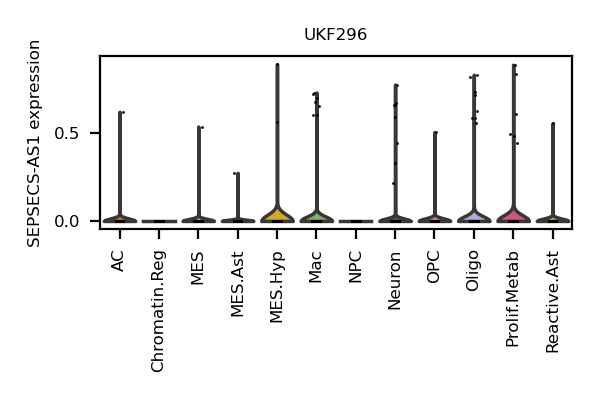 UKF296
SEPSECS-AS1 expression
0.5
0.0
AC
Chromatin.Reg
MES
MES.Ast
MES.Hyp
Mac
NPC
Neuron
OPC
Oligo
Prolif.Metab
Reactive.Ast